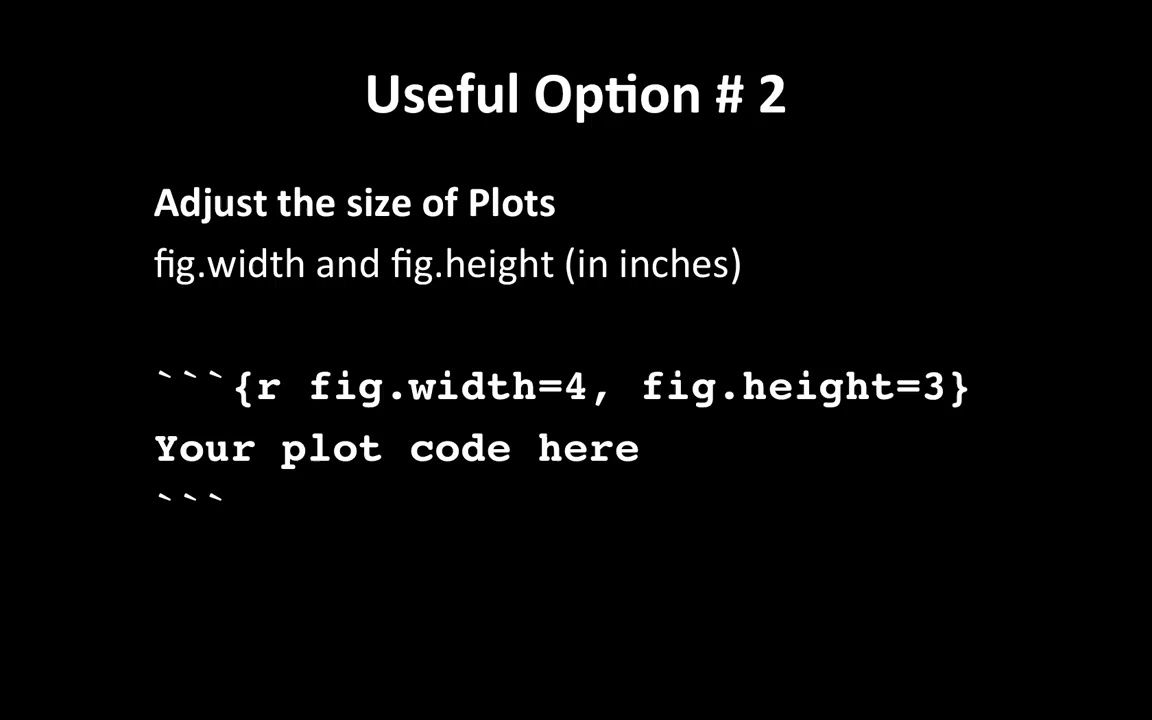 Useful Option # 2
Adjust the size of Plots
fig.width and fig.height (in inches)
```{r fig.width=4, fig.height=3}
Your plot code here
```